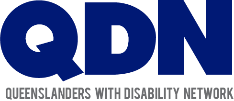 QDN
QUEENSLANDERS WITH DISABILITY NETWORK